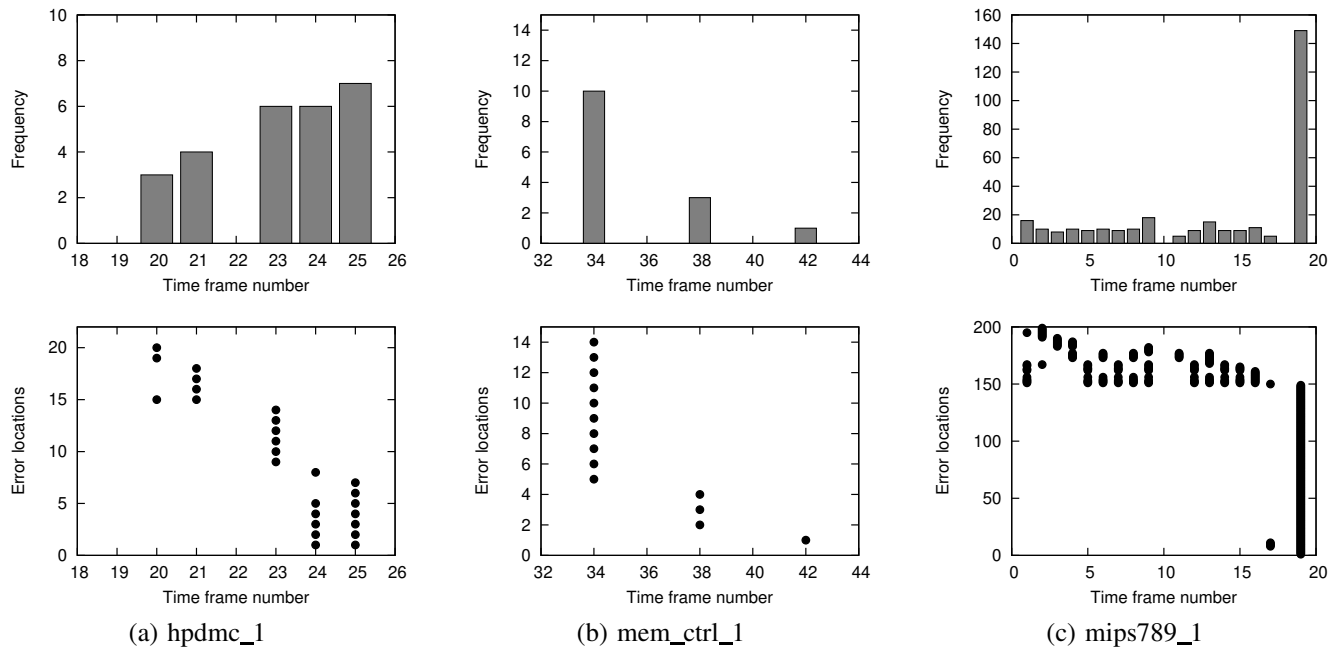 10
8
6
4
2
0
Frequency
18 19 20 21 22 23 24 25 26
Time frame number
14
12
10
8
6
4
2
0
Frequency
32 34 36 38 40 42 44
Time frame number
160
140
120
100
80
60
40
20
0
Frequency
0 5 10 15 20
Time frame number
20
15
10
5
0
Error locations
18 19 20 21 22 23 24 25 26
Time frame number
(a) hpdmc_1
14
12
10
8
6
4
2
0
Error locations
32 34 36 38 40 42 44
Time frame number
(b) mem_ctrl_1
200
150
100
50
0
Error locations
0 5 10 15 20
Time frame number
(c) mips789_1